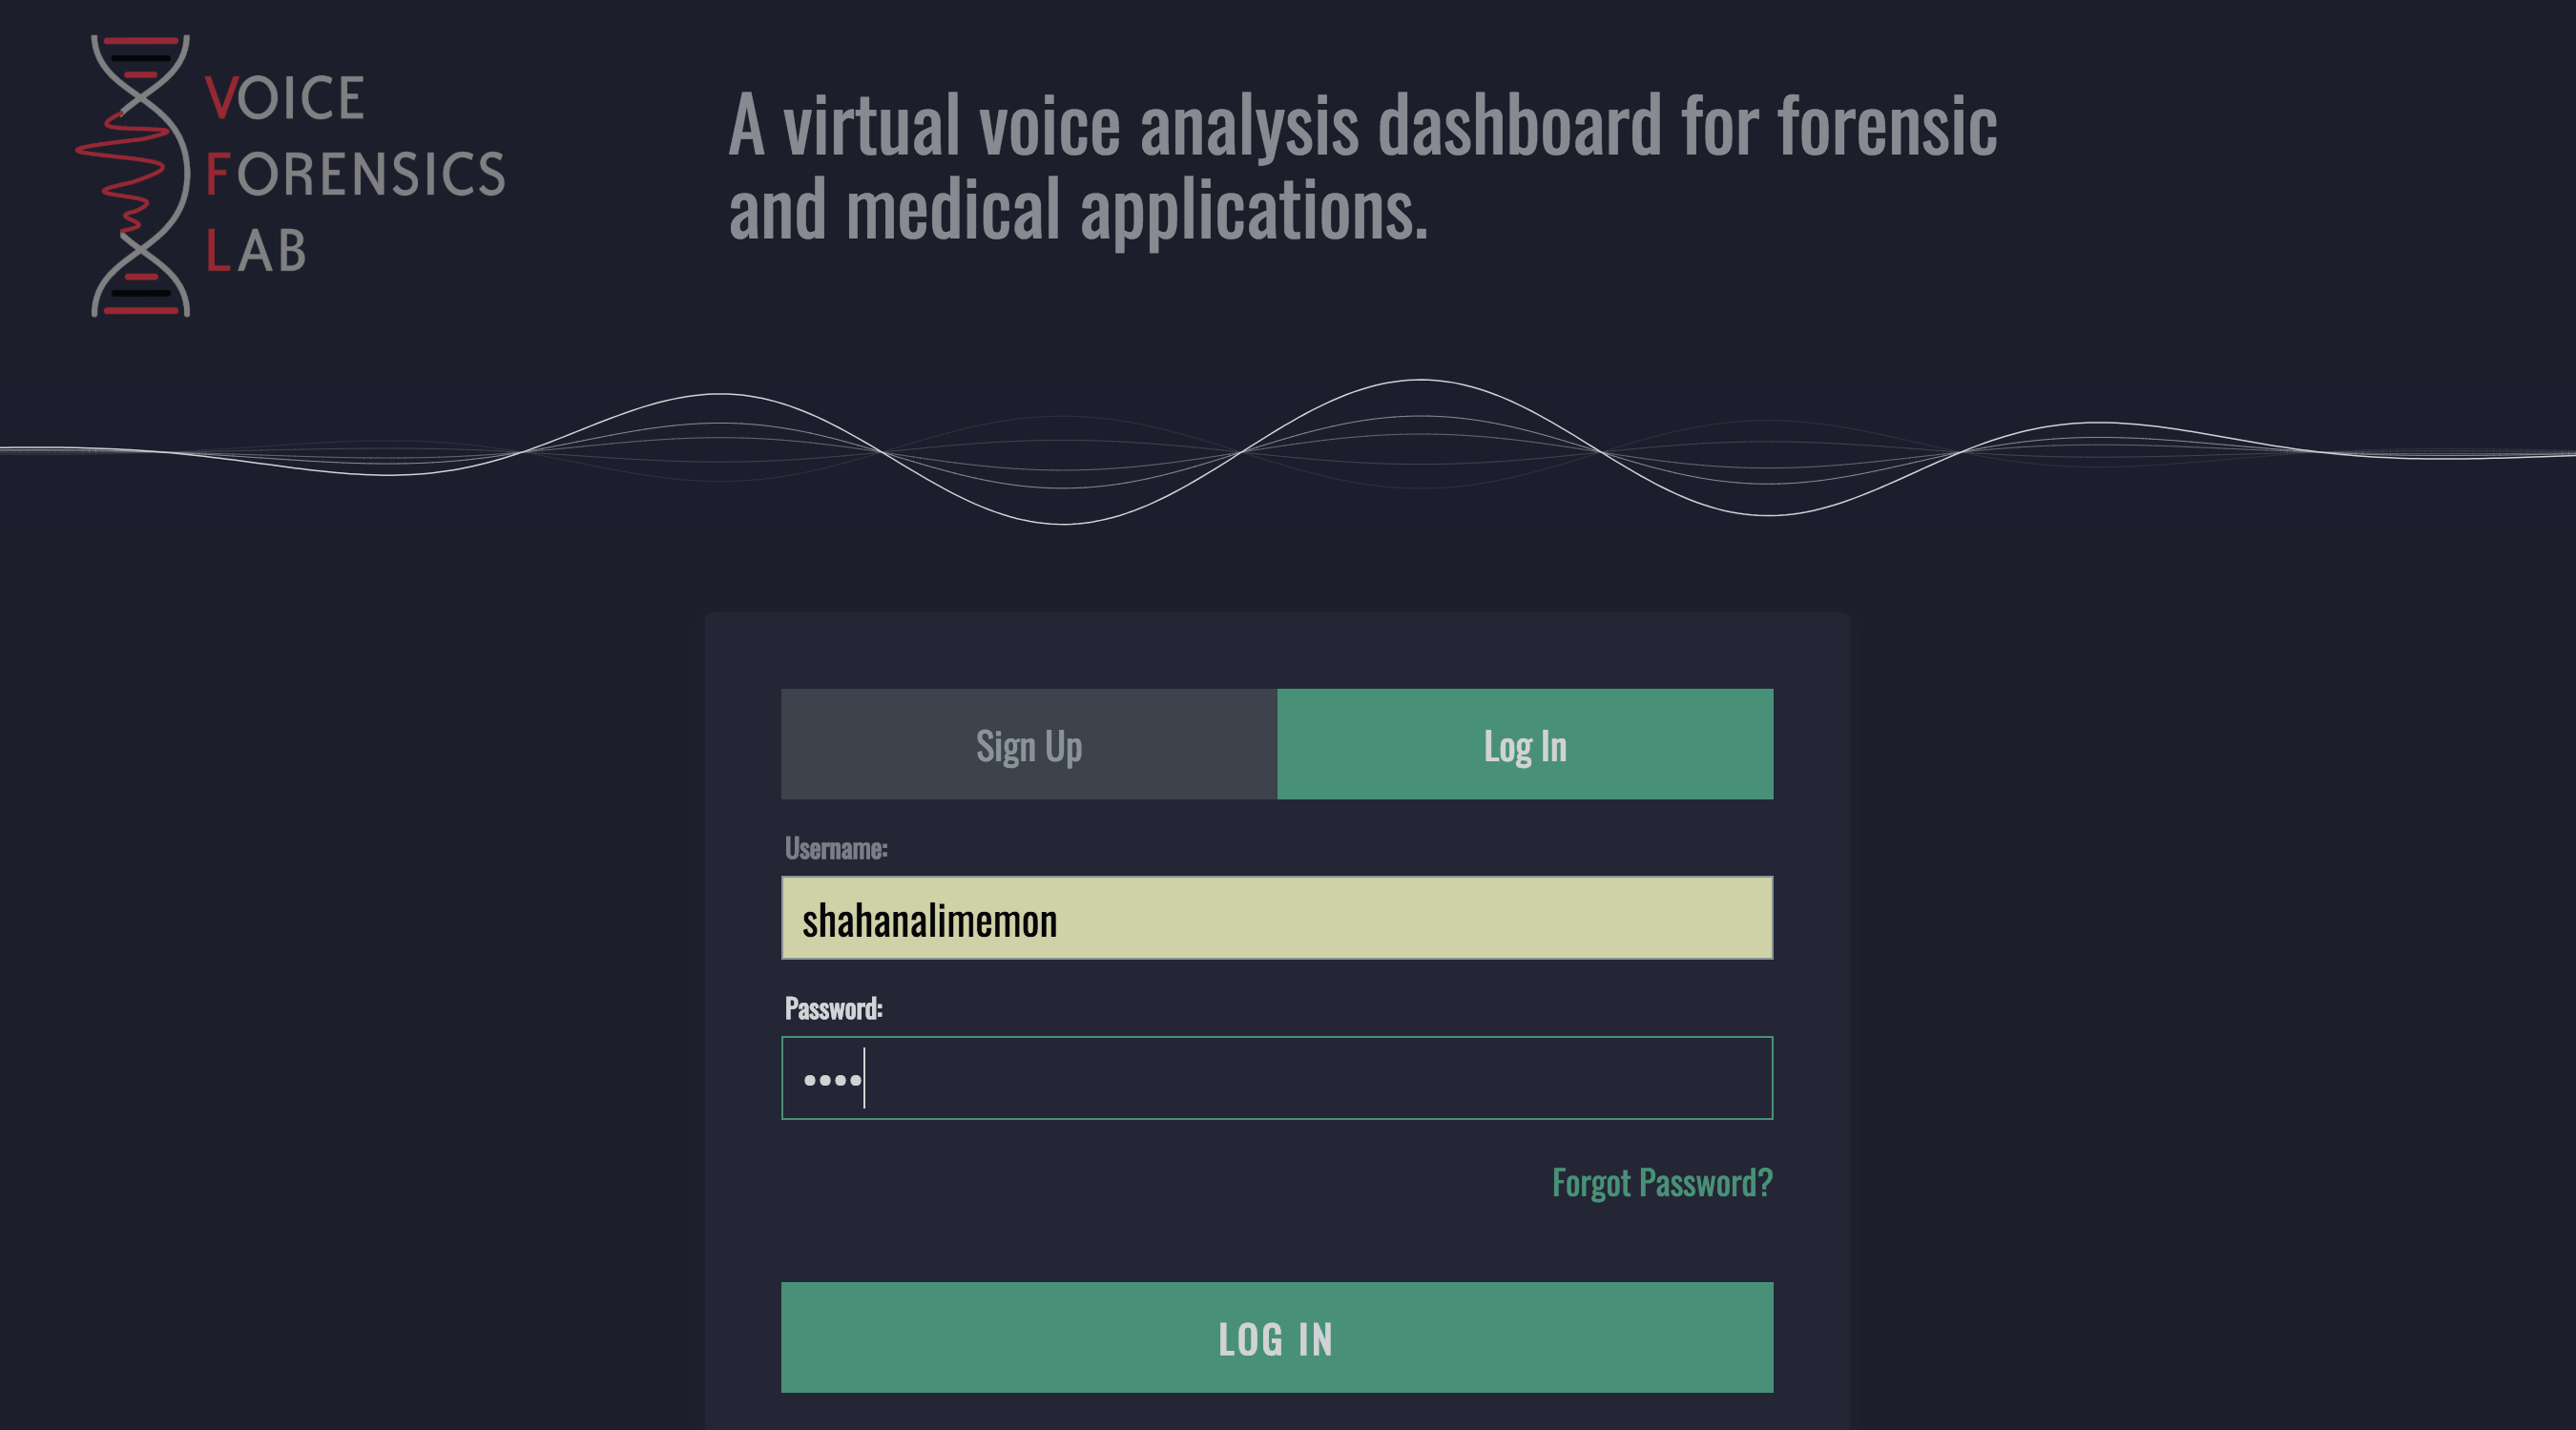 VOICE
FORENSICS
LAB
A virtual voice analysis dashboard for forensic
and medical applications.
Sign Up
Log In
Username:
shahanalimemon
Password:
••••
Forgot Password?
LOG IN